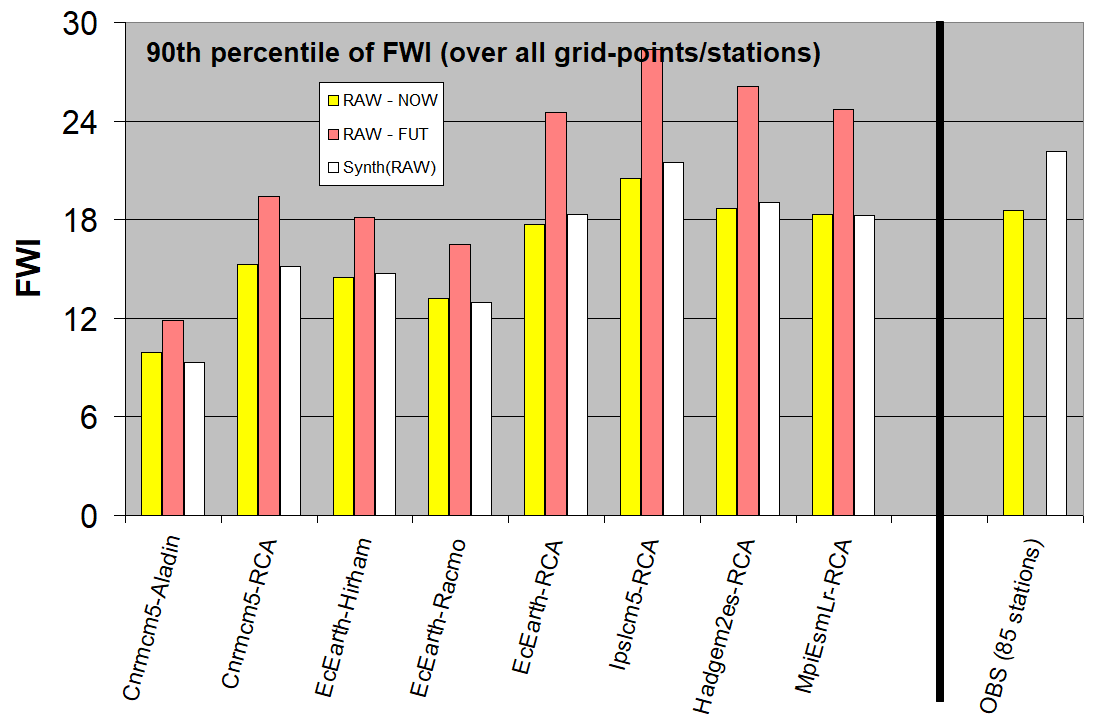 90th percentile of FWI (over all grid-points/stations)
RAW - NOW
RAW - FUT
Synth(RAW)
FWI
30
24
18
12
6
0
Cnrmcm5-Aladin
Cnrmcm5-RCA
EcEarth-Hirham
EcEarth-Racmo
EcEarth-RCA
Ipslcm5-RCA
Hadgem2es-RCA
MpiEsmLr-RCA
OBS (85 stations)